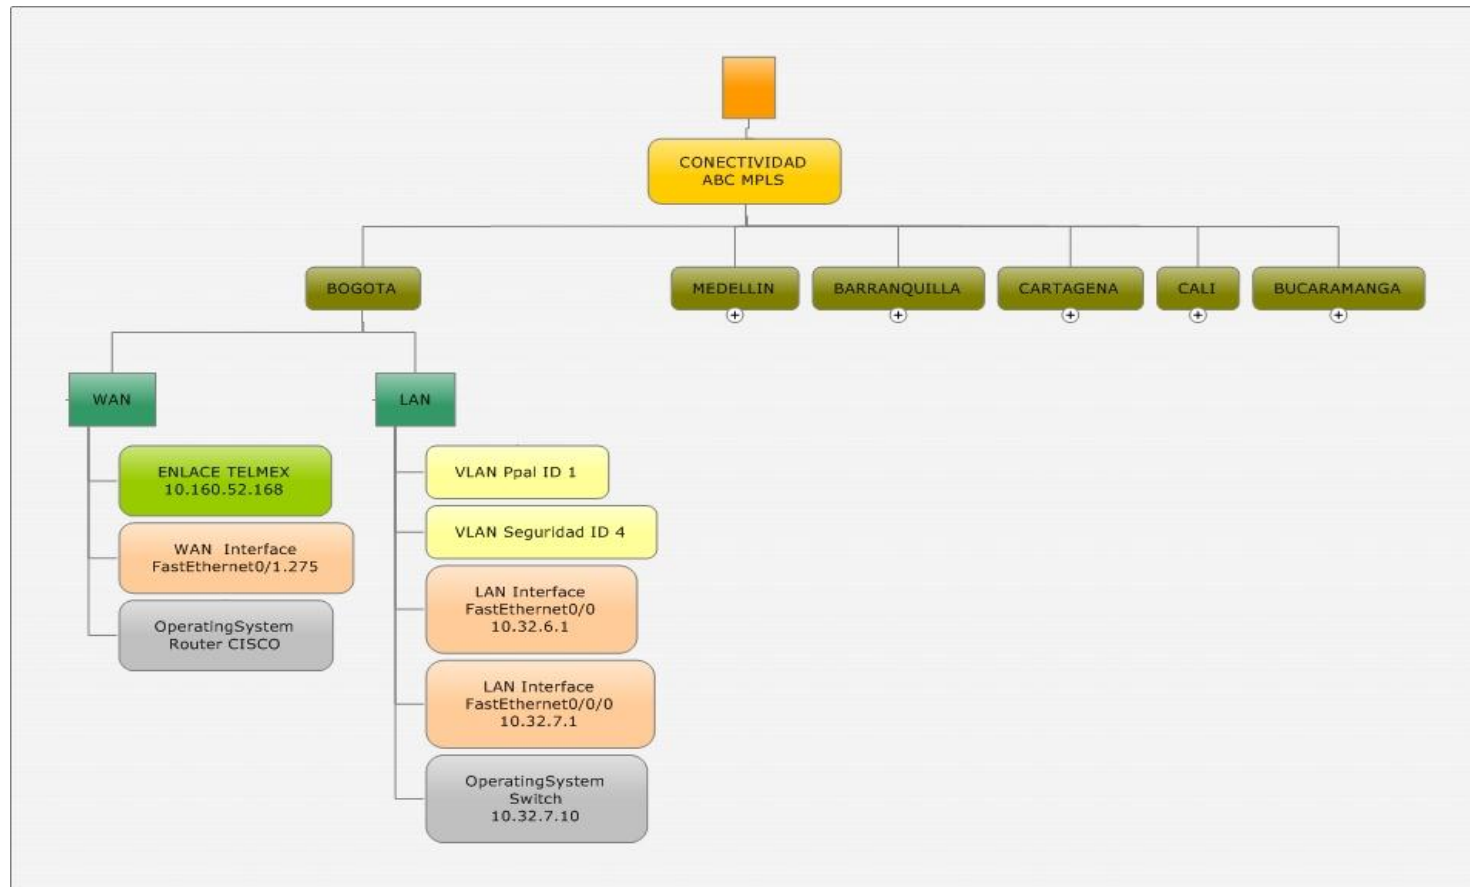 CONECTIVIDAD
ABC MPLS
BOGOTA
MEDELLIN
BARRANQUILLA
CARTAGENA
CALI
BUCARAMANGA
WAN
LAN
ENLACE TELMEX
10.160.52.168
WAN Interface
FastEthernet0/1.275
OperatingSystem
Router CISCO
VLAN Ppal ID 1
VLAN Seguridad ID 4
LAN Interface
FastEthernet0/0
10.32.6.1
LAN Interface
FastEthernet0/0/0
10.32.7.1
OperatingSystem
Switch
10.32.7.10